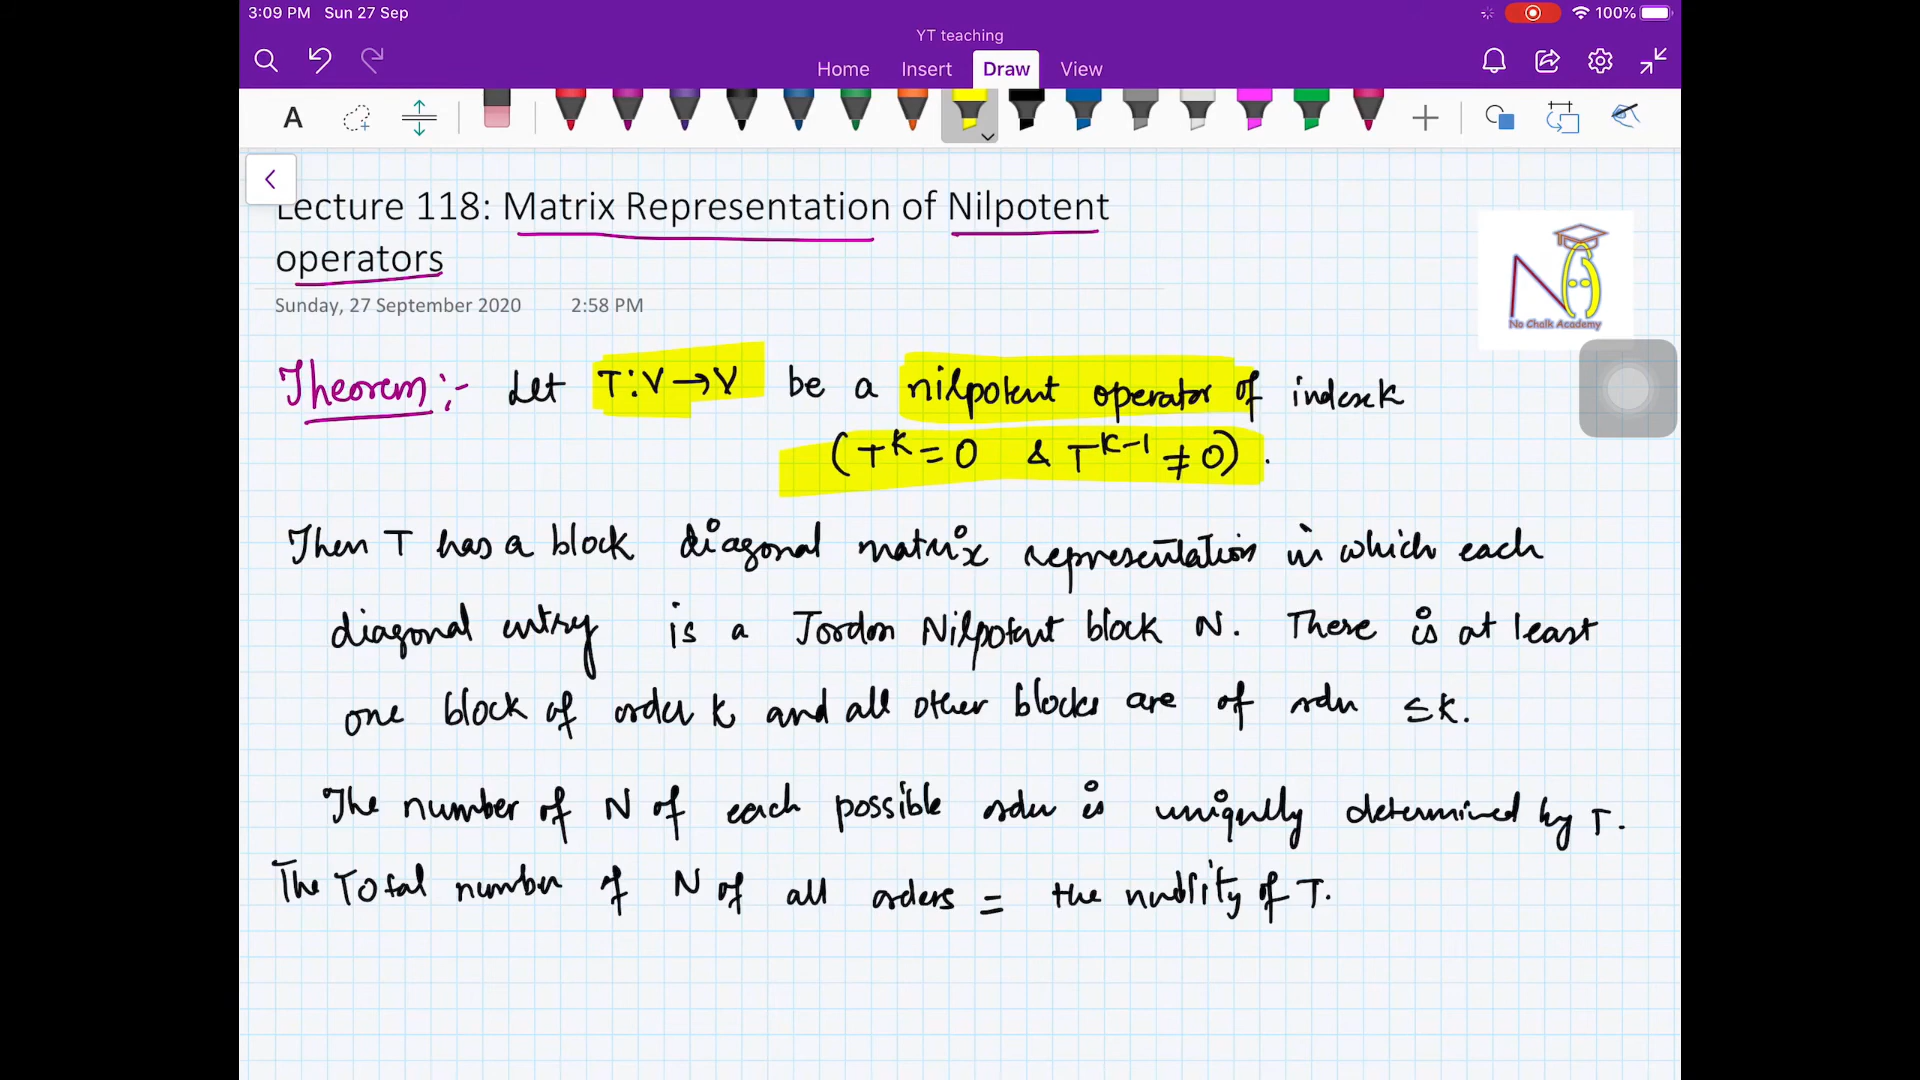 3:09 PM Sun 27 Sep
100%
YT teaching
Home Insert Draw View
A
Lecture 118: Matrix Representation of Nilpotent
operators
Sunday, 27 September 2020 2:58 PM
No Chalk Academy
Theorem :- Let T:V→V be a nilpotent operator of index k
(T^k = 0 & T^k-1 ≠ 0).
Then T has a block diagonal matrix representation in which each
diagonal entry is a Jordon Nilpotent block N. There is at least
one block of order k and all other blocks are of order ≤ k.
The number of N of each possible order is uniquely determined by T.
The Total number of N of all orders = the nullity of T.